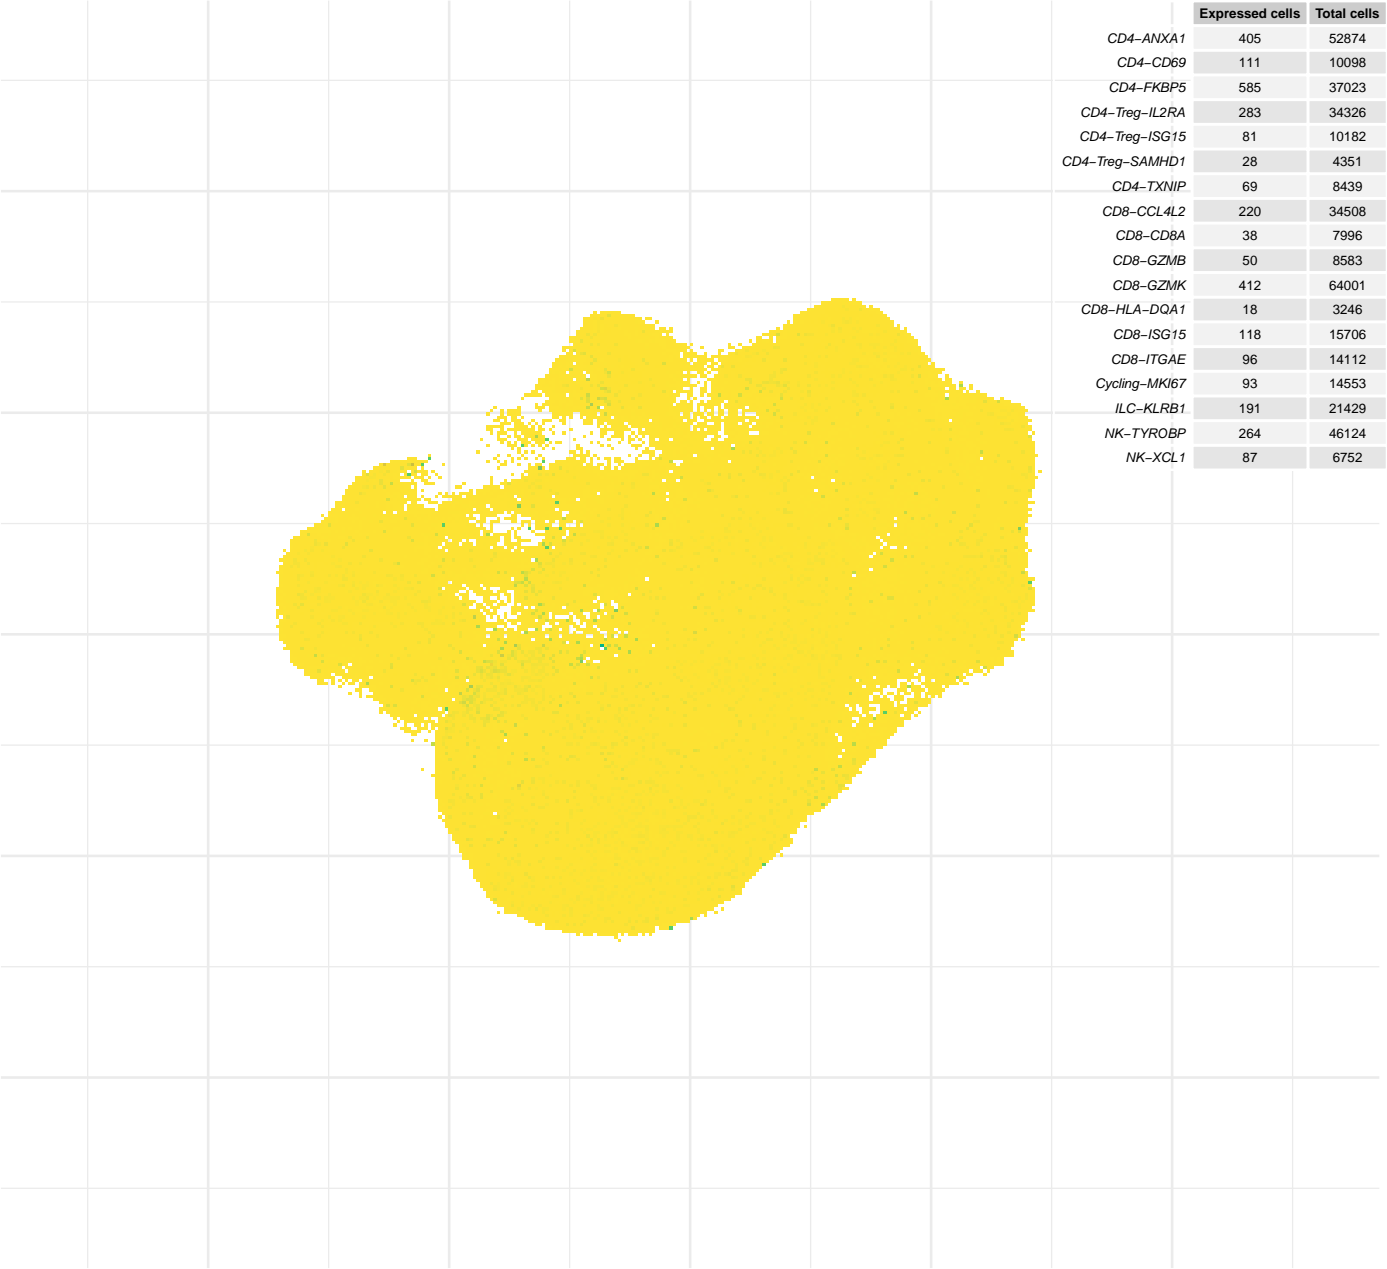 Expressed cells Total cells
CD4−ANXA1 405 52874
CD4−CD69 111 10098
CD4−FKBP5 585 37023
CD4−Treg−IL2RA 283 34326
CD4−Treg−ISG15 81 10182
CD4−Treg−SAMHD1 28 4351
CD4−TXNIP 69 8439
CD8−CCL4L2 220 34508
CD8−CD8A 38 7996
CD8−GZMB 50 8583
CD8−GZMK 412 64001
CD8−HLA−DQA1 18 3246
CD8−ISG15 118 15706
CD8−ITGAE 96 14112
Cycling−MKI67 93 14553
ILC−KLRB1 191 21429
NK−TYROBP 264 46124
NK−XCL1 87 6752